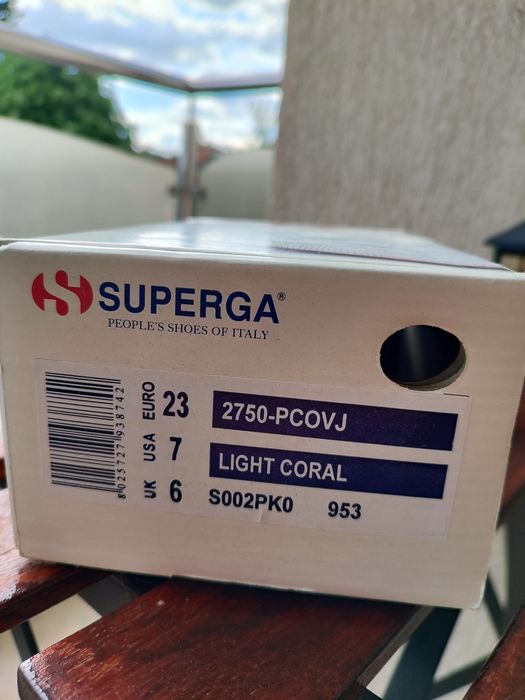 SUPERGA®
PEOPLE'S SHOES OF ITALY
8025727938742
EURO 23
USA 7
UK 6
2750-PCOVJ
LIGHT CORAL
S002PK0 953